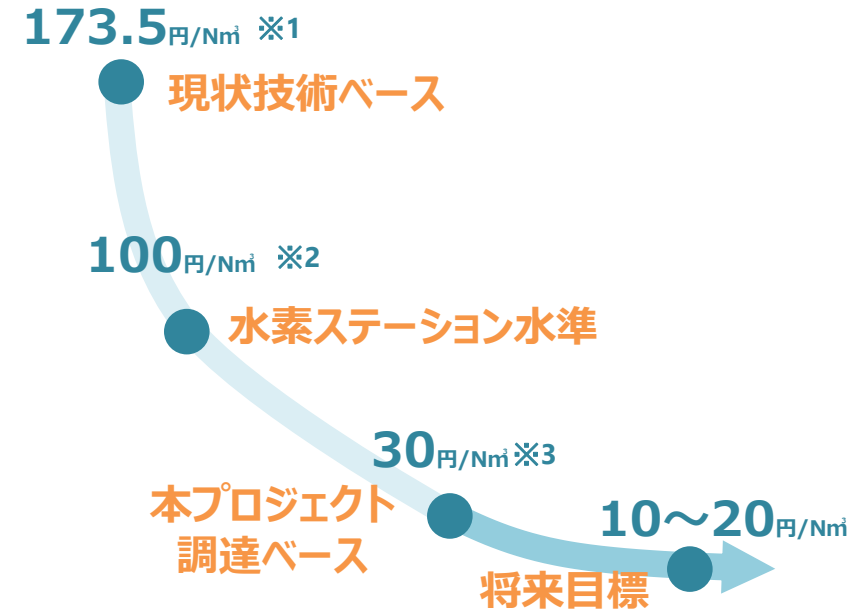 173.5円/N㎥ ※1
現状技術ベース
100円/N㎥ ※2
水素ステーション水準
30円/N㎥※3
本プロジェクト
調達ベース
10～20円/N㎥
将来目標